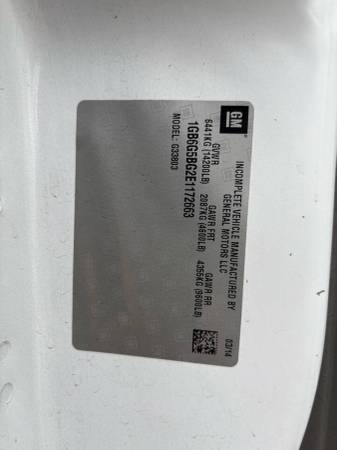 GM
INCOMPLETE VEHICLE MANUFACTURED BY
GENERAL MOTORS LLC
03/14
GVWR GAWR FRT GAWR RR
6441KG (14200LB) 2087KG (4600LB) 4355KG (9600LB)
1GB6G5BG2E1172663
MODEL: G33803